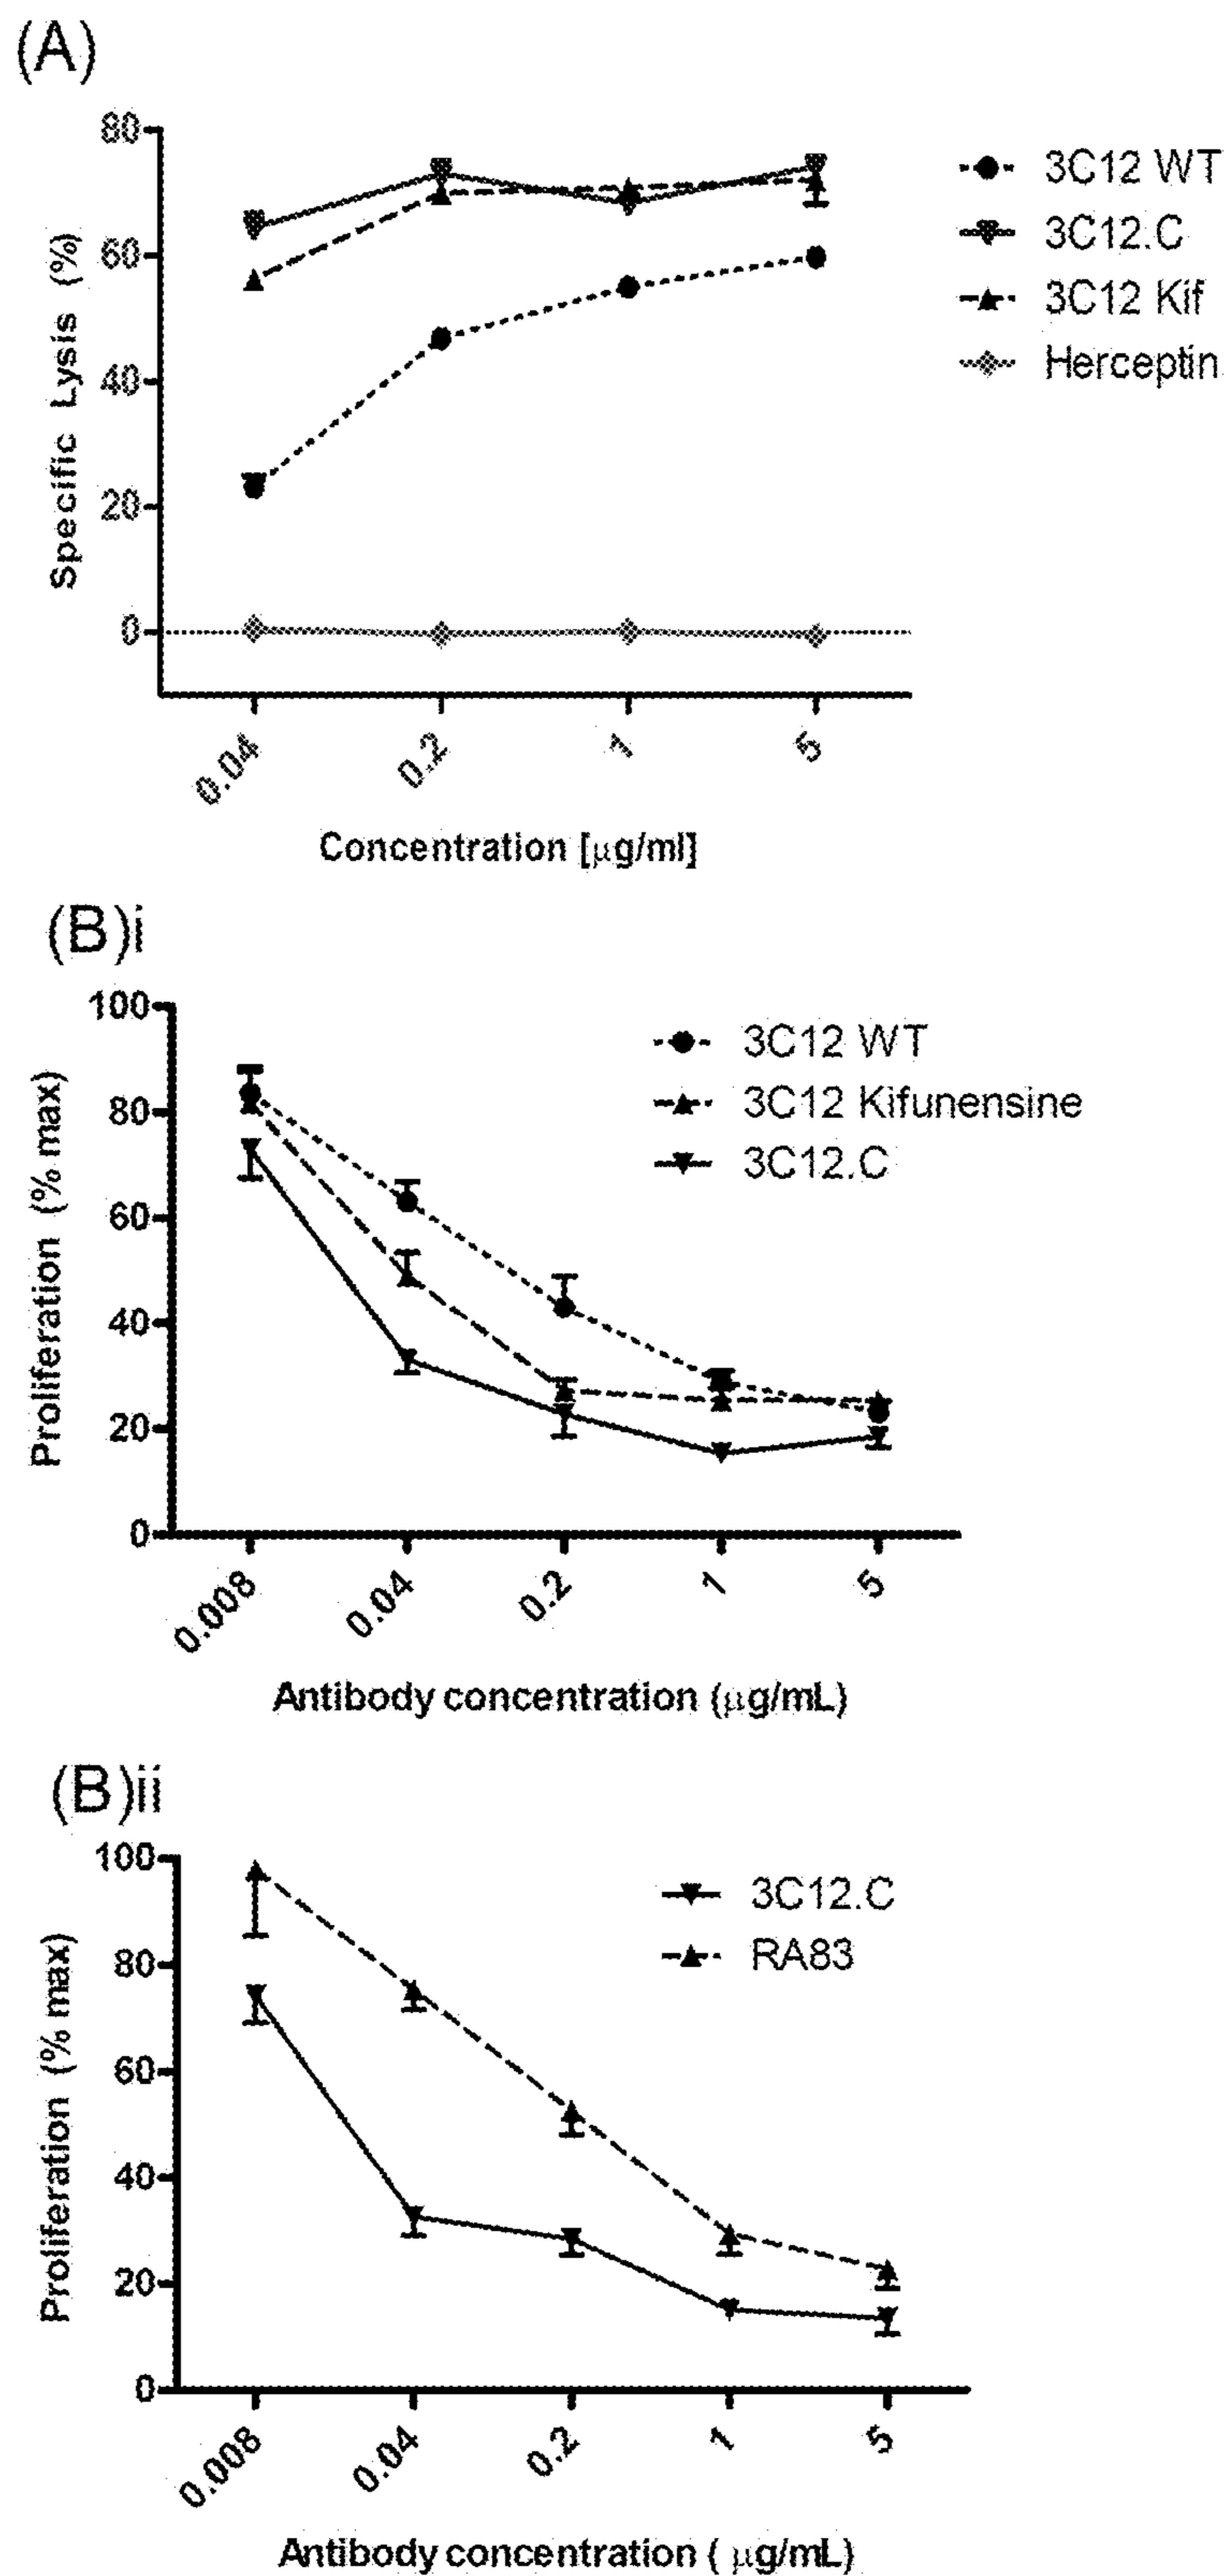 (A)
80
60
40
20
0
Specific Lysis (%)
0.04
0.2
1
5
Concentration [µg/ml]
3C12 WT
3C12.C
3C12 Kif
Herceptin
(B)i
100
80
60
40
20
0
Proliferation (% max)
0.008
0.04
0.2
1
5
Antibody concentration (µg/mL)
3C12 WT
3C12 Kifunensine
3C12.C
(B)ii
100
80
60
40
20
0
Proliferation (% max)
0.008
0.04
0.2
1
5
Antibody concentration ( µg/mL)
3C12.C
RA83